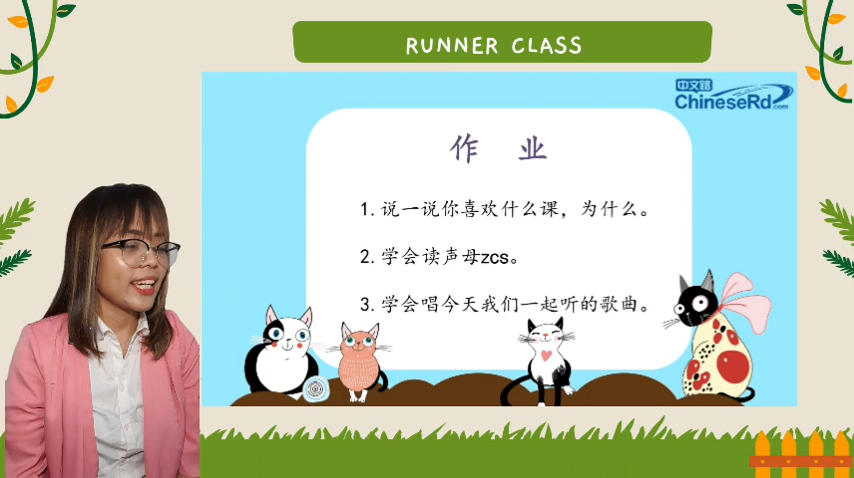 RUNNER CLASS
中文路
ChineseRd.com
作 业
1. 说一说你喜欢什么课，为什么。
2. 学会读声母zcs。
3. 学会唱今天我们一起听的歌曲。